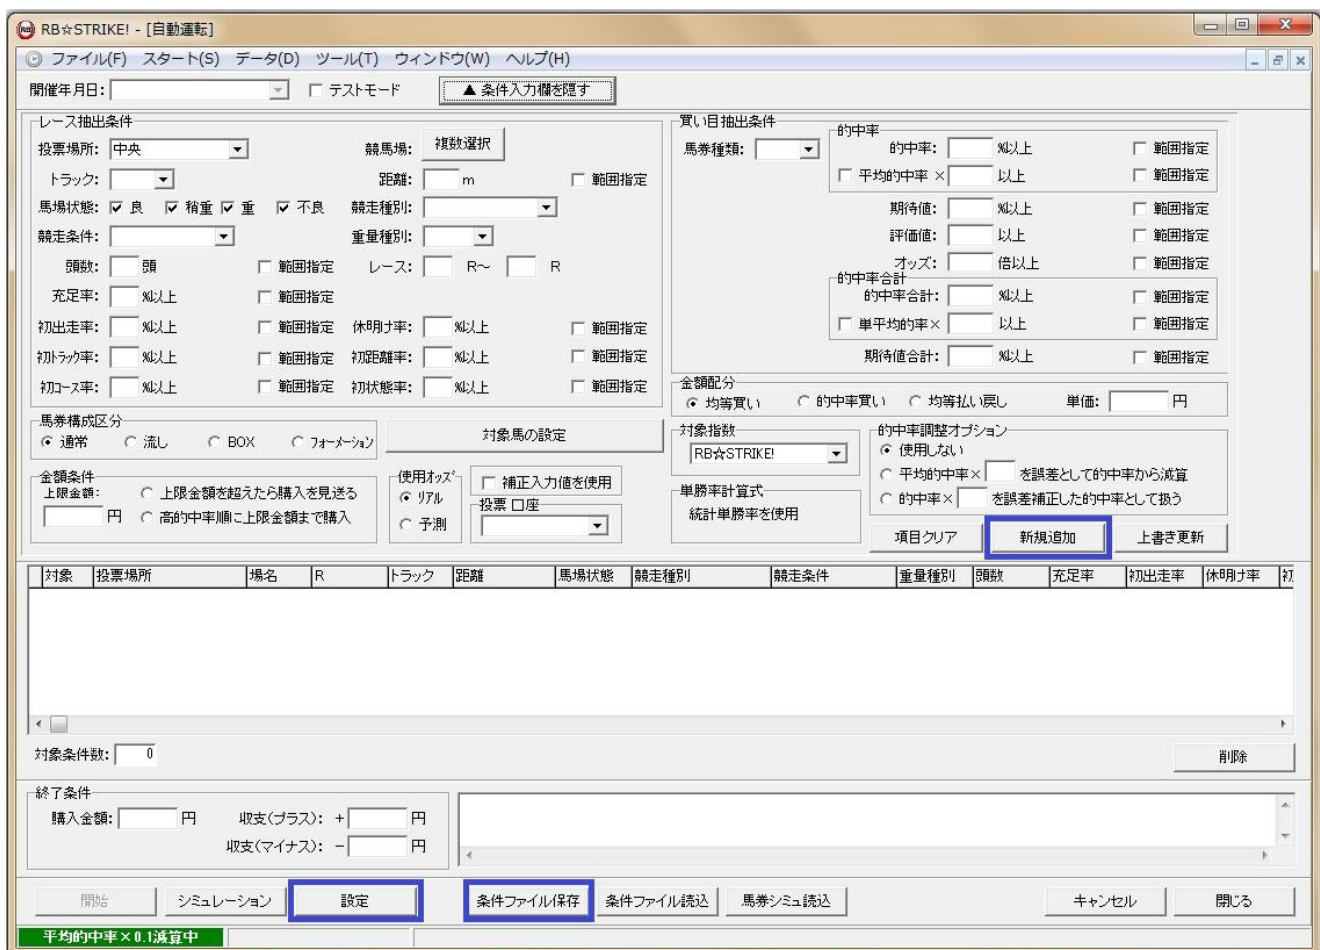 RB☆STRIKE! - [自動運転]
ファイル(F) スタート(S) データ(D) ツール(T) ウィンドウ(W) ヘルプ(H)
開催年月日: テストモード ▲ 条件入力欄を隠す
レース抽出条件
投票場所: 中央 競馬場: 複数選択
トラック: 距離: m 範囲指定
馬場状態: 良 稍重 重 不良 競走種別:
競走条件: 重量種別:
頭数: 頭 範囲指定 レース: R～ R
充足率: %以上 範囲指定
初出走率: %以上 範囲指定 休明け率: %以上 範囲指定
初トラック率: %以上 範囲指定 初距離率: %以上 範囲指定
初コース率: %以上 範囲指定 初状態率: %以上 範囲指定
買い目抽出条件
馬券種類:
的中率
的中率: %以上 範囲指定
平均的中率 × 以上 範囲指定
期待値: %以上 範囲指定
評価値: 以上 範囲指定
オッズ: 倍以上 範囲指定
的中率合計
的中率合計: %以上 範囲指定
単平均的率× 以上 範囲指定
期待値合計: %以上 範囲指定
金額配分
均等買い 的中率買い 均等払い戻し 単価: 円
馬券構成区分
通常 流し BOX フォーメーション
対象馬の設定
対象指数
RB☆STRIKE!
的中率調整オプション
使用しない
平均的中率× を誤差として的中率から減算
的中率× を誤差補正した的中率として扱う
金額条件
上限金額: 上限金額を超えたら購入を見送る
円 高的中率順に上限金額まで購入
使用オッズ
リアル
予測
補正入力値を使用
投票口座
単勝率計算式
統計単勝率を使用
項目クリア 新規追加 上書き更新
対象 投票場所 場名 R トラック 距離 馬場状態 競走種別 競走条件 重量種別 頭数 充足率 初出走率 休明け率 初
対象条件数: 0 削除
終了条件
購入金額: 円 収支(プラス): + 円
収支(マイナス): － 円
開始 シミュレーション 設定 条件ファイル保存 条件ファイル読込 馬券シミュ読込 キャンセル 閉じる
平均的中率×0.1減算中